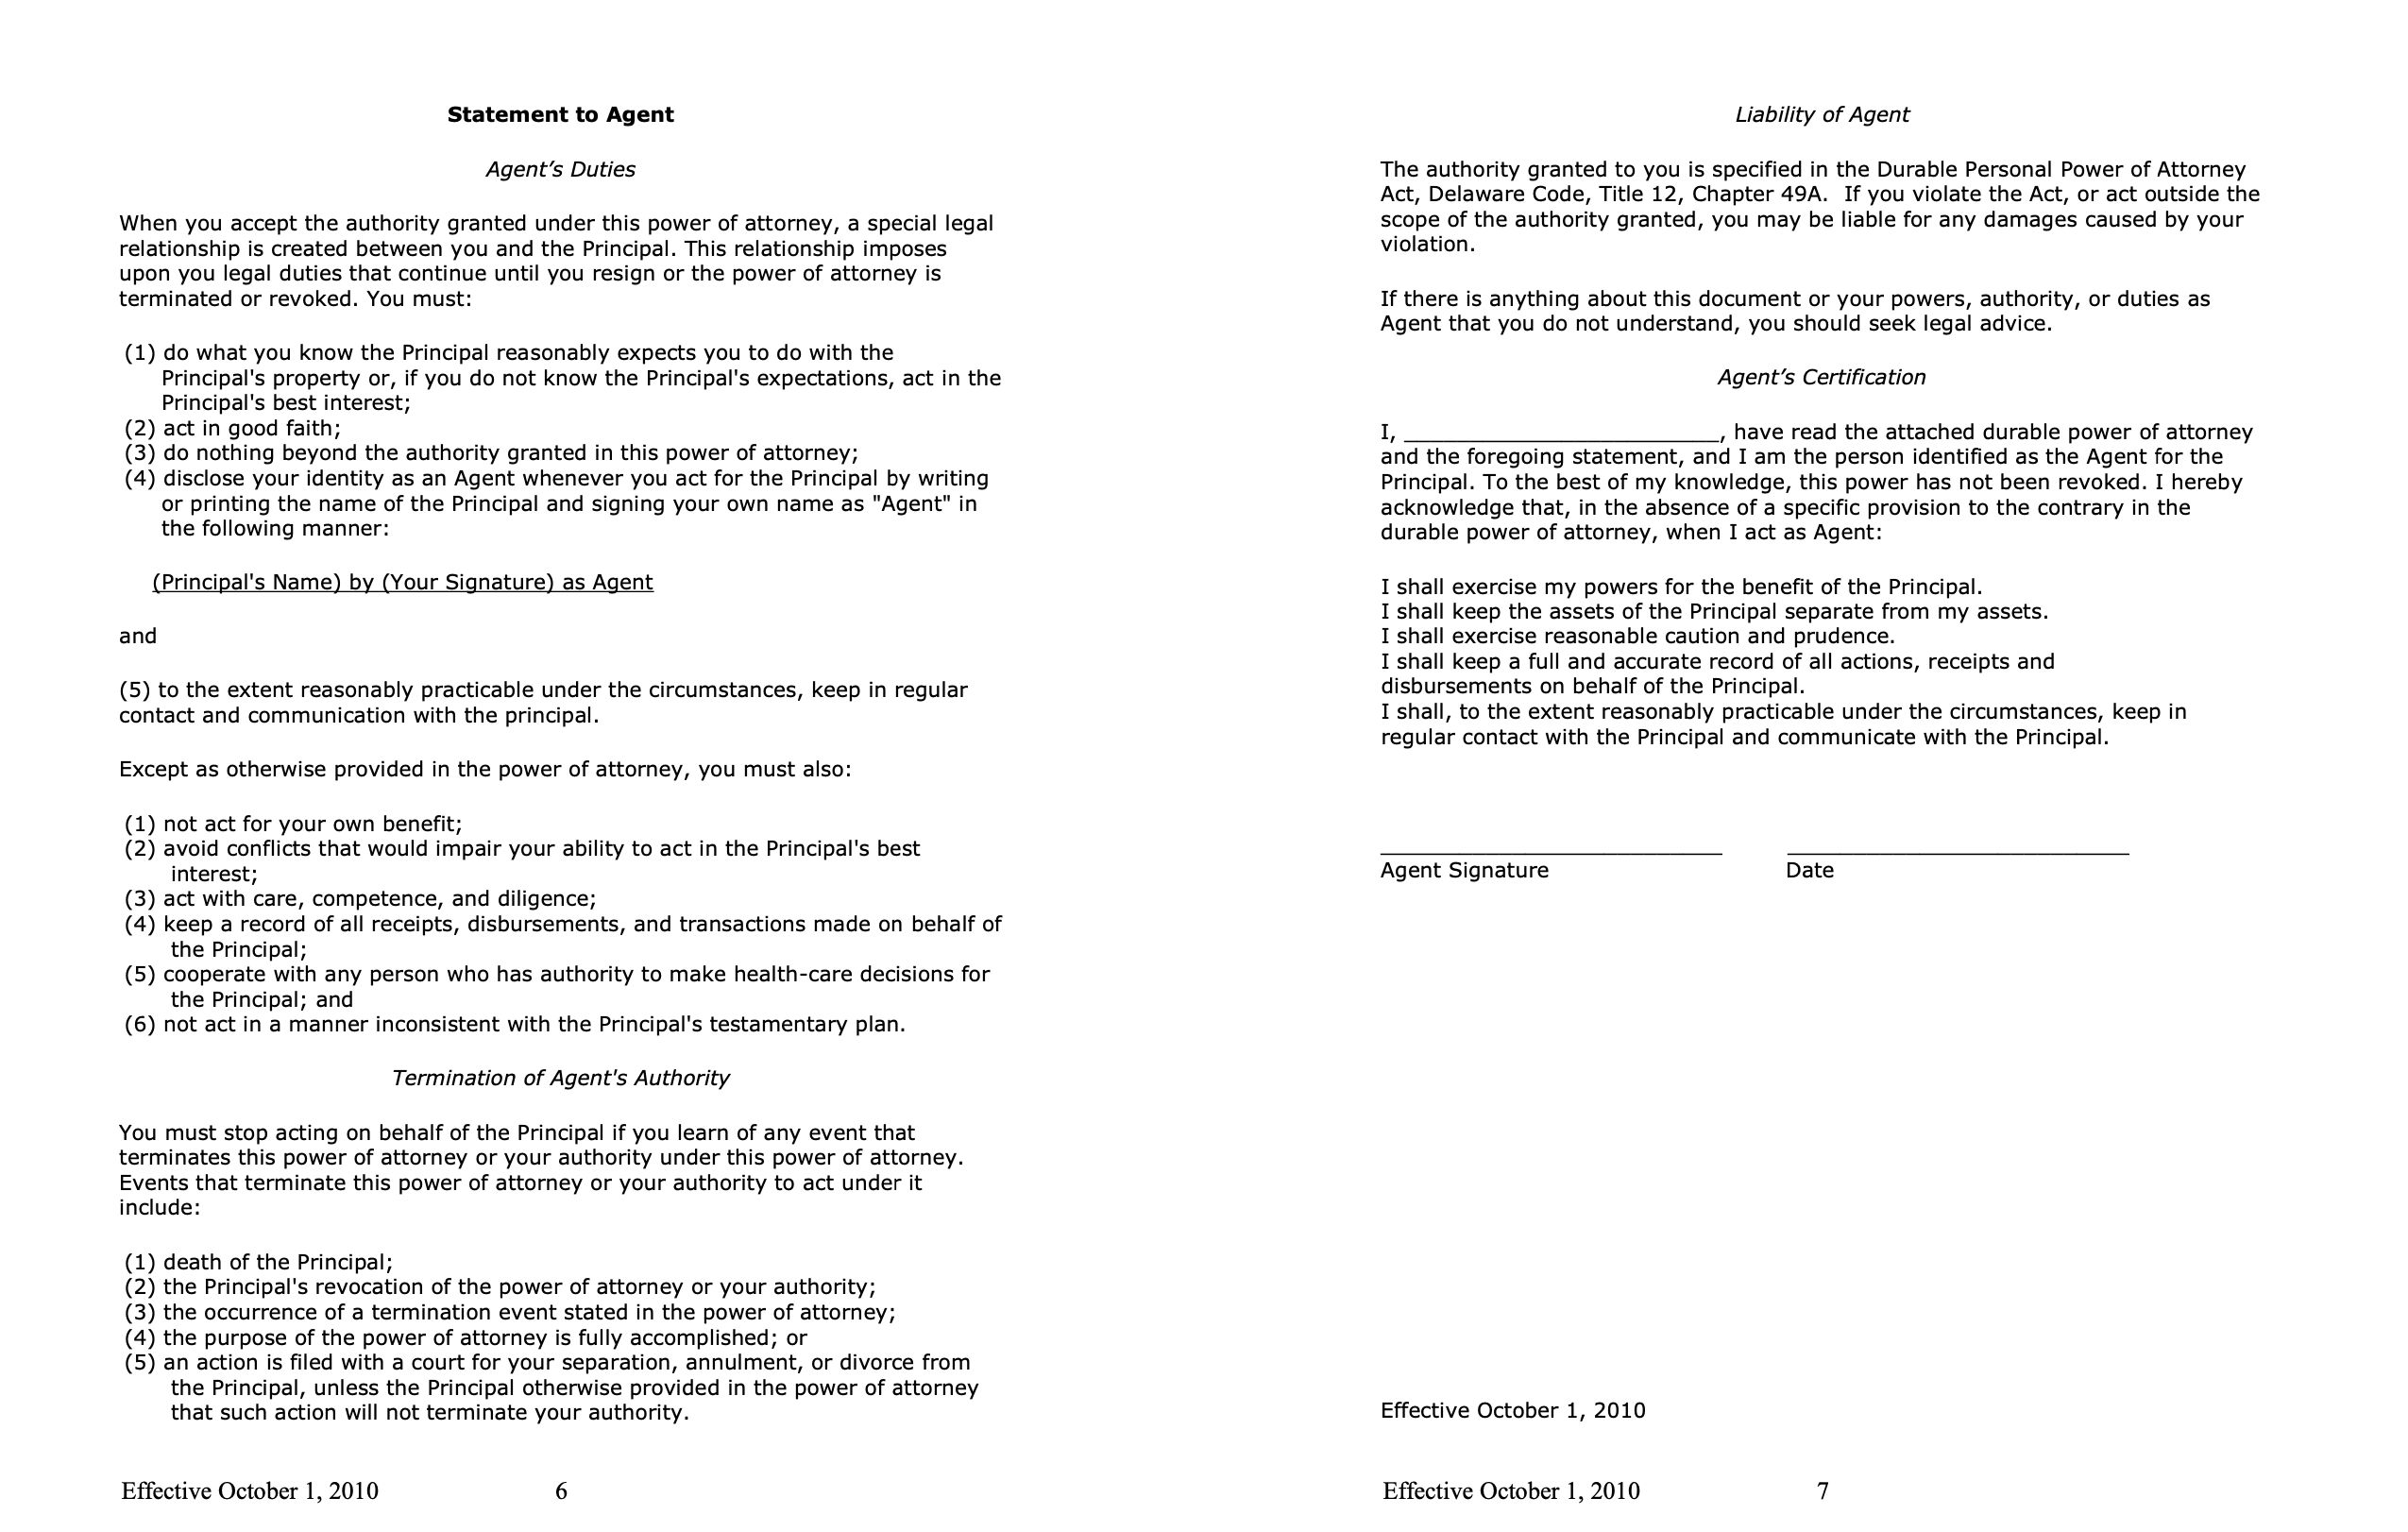 Statement to Agent
Agent’s Duties
When you accept the authority granted under this power of attorney, a special legal
relationship is created between you and the Principal. This relationship imposes
upon you legal duties that continue until you resign or the power of attorney is
terminated or revoked. You must:
(1) do what you know the Principal reasonably expects you to do with the
Principal's property or, if you do not know the Principal's expectations, act in the
Principal's best interest;
(2) act in good faith;
(3) do nothing beyond the authority granted in this power of attorney;
(4) disclose your identity as an Agent whenever you act for the Principal by writing
or printing the name of the Principal and signing your own name as "Agent" in
the following manner:
(Principal's Name) by (Your Signature) as Agent
and
(5) to the extent reasonably practicable under the circumstances, keep in regular
contact and communication with the principal.
Except as otherwise provided in the power of attorney, you must also:
(1) not act for your own benefit;
(2) avoid conflicts that would impair your ability to act in the Principal's best
interest;
(3) act with care, competence, and diligence;
(4) keep a record of all receipts, disbursements, and transactions made on behalf of
the Principal;
(5) cooperate with any person who has authority to make health-care decisions for
the Principal; and
(6) not act in a manner inconsistent with the Principal's testamentary plan.
Termination of Agent's Authority
You must stop acting on behalf of the Principal if you learn of any event that
terminates this power of attorney or your authority under this power of attorney.
Events that terminate this power of attorney or your authority to act under it
include:
(1) death of the Principal;
(2) the Principal's revocation of the power of attorney or your authority;
(3) the occurrence of a termination event stated in the power of attorney;
(4) the purpose of the power of attorney is fully accomplished; or
(5) an action is filed with a court for your separation, annulment, or divorce from
the Principal, unless the Principal otherwise provided in the power of attorney
that such action will not terminate your authority.
Effective October 1, 2010 6
Liability of Agent
The authority granted to you is specified in the Durable Personal Power of Attorney
Act, Delaware Code, Title 12, Chapter 49A.  If you violate the Act, or act outside the
scope of the authority granted, you may be liable for any damages caused by your
violation.
If there is anything about this document or your powers, authority, or duties as
Agent that you do not understand, you should seek legal advice.
Agent’s Certification
I, ________________________, have read the attached durable power of attorney
and the foregoing statement, and I am the person identified as the Agent for the
Principal. To the best of my knowledge, this power has not been revoked. I hereby
acknowledge that, in the absence of a specific provision to the contrary in the
durable power of attorney, when I act as Agent:
I shall exercise my powers for the benefit of the Principal.
I shall keep the assets of the Principal separate from my assets.
I shall exercise reasonable caution and prudence.
I shall keep a full and accurate record of all actions, receipts and
disbursements on behalf of the Principal.
I shall, to the extent reasonably practicable under the circumstances, keep in
regular contact with the Principal and communicate with the Principal.
__________________________ __________________________
Agent Signature Date
Effective October 1, 2010
Effective October 1, 2010 7